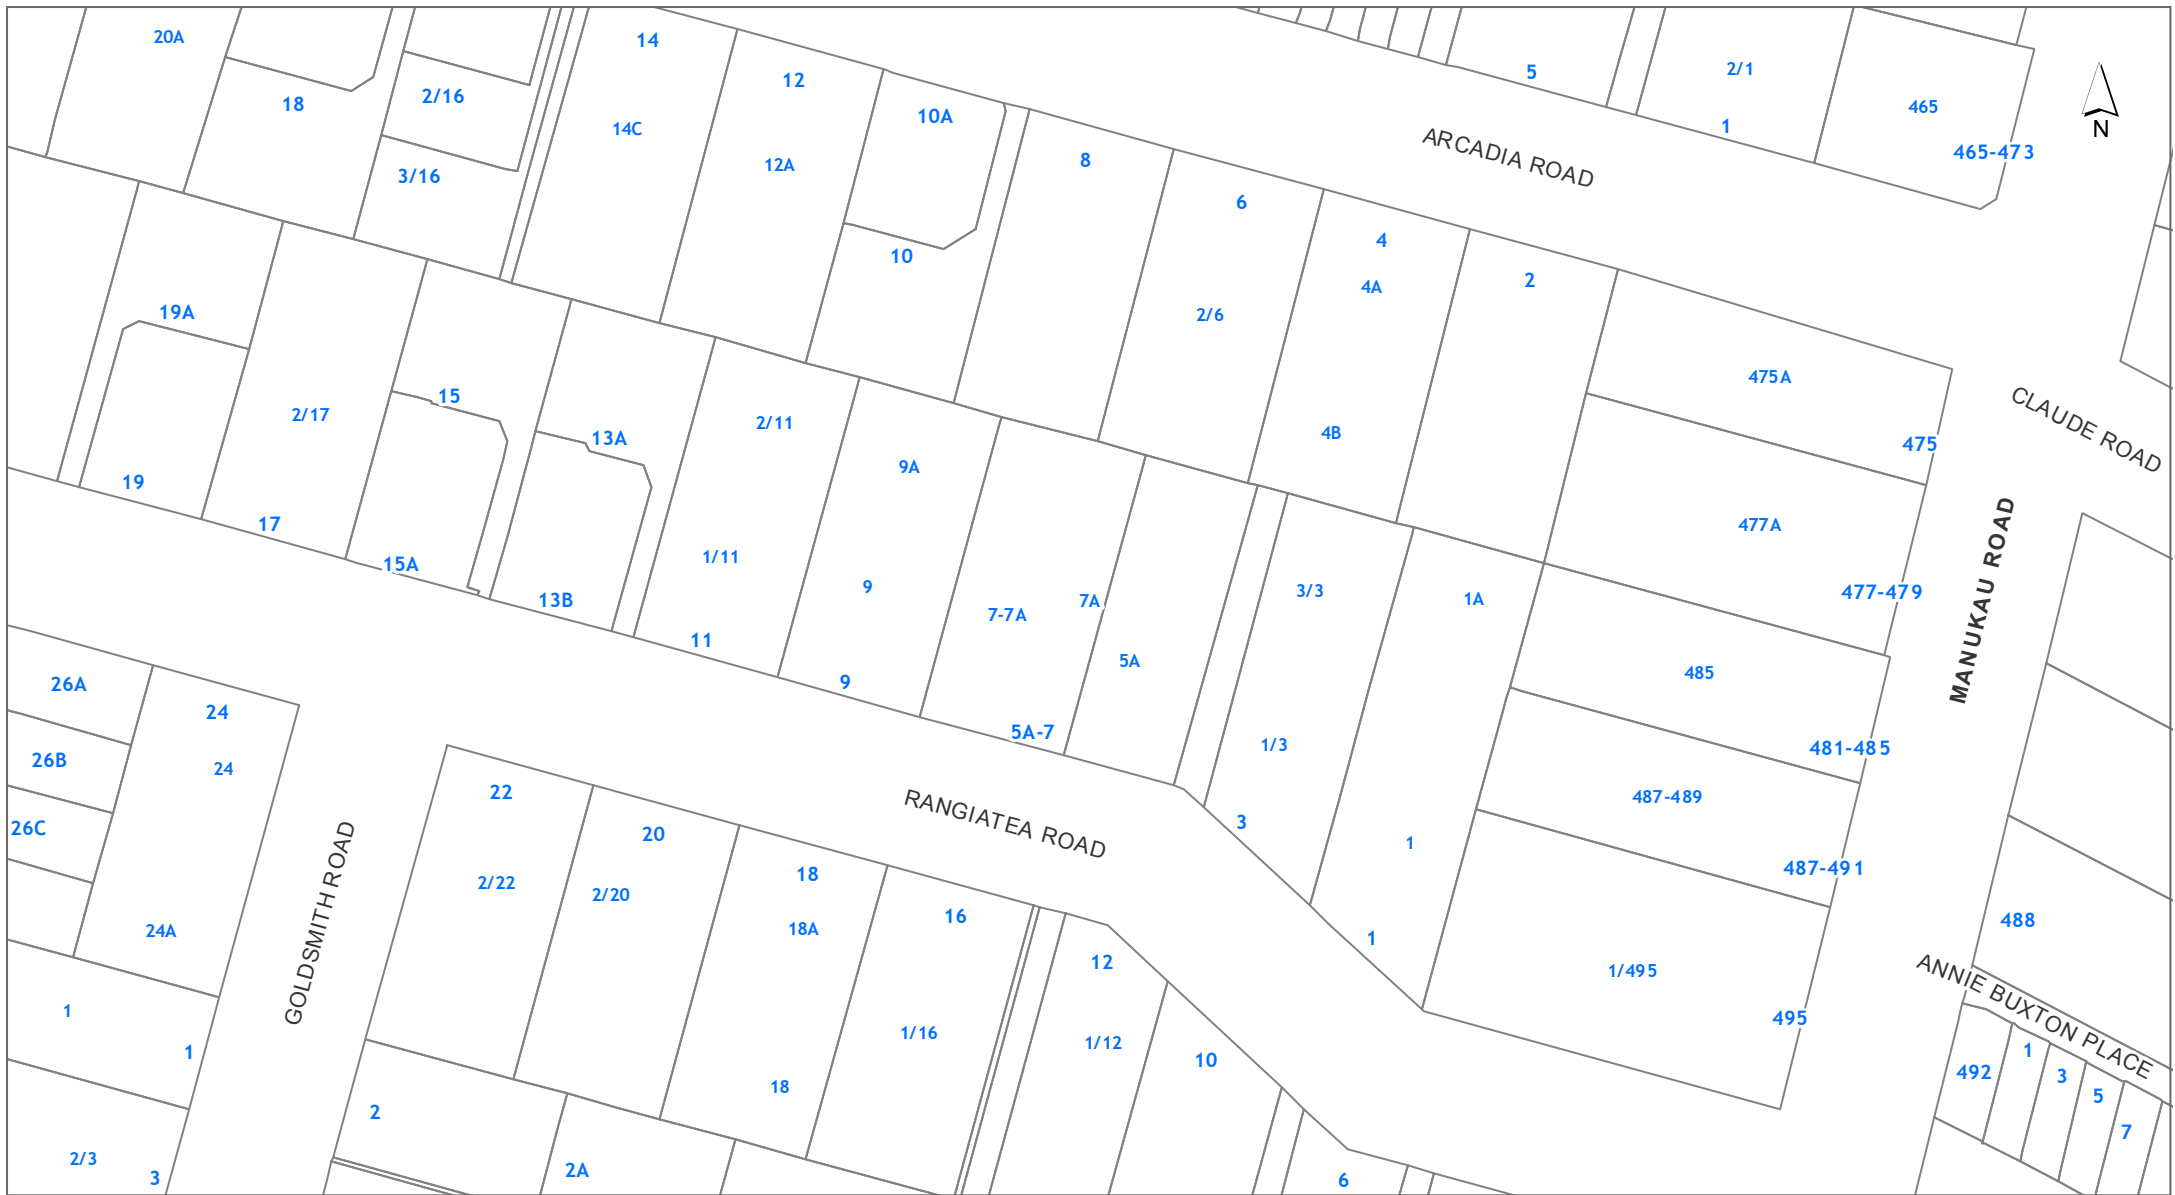 20A
14
12
5
2/1
465
18
2/16
14C
10A
1
N
12A
8
ARCADIA ROAD
465-473
3/16
6
10
4
2
4A
19A
2/6
475A
15
2/17
13A
2/11
4B
CLAUDE ROAD
475
9A
19
17
477A
15A
1/11
9
3/3
1A
477-479
13B
7-7A
7A
11
5A
MANUKAU ROAD
9
485
26A
24
5A-7
1/3
481-485
26B
24
22
487-489
26C
20
RANGIATEA ROAD
3
1
487-491
2/22
2/20
18
18A
16
488
GOLDSMITH ROAD
24A
1
12
1/495
ANNIE BUXTON PLACE
1
1/16
1/12
495
1
10
492
1
3
5
7
2
18
2/3
3
2A
6